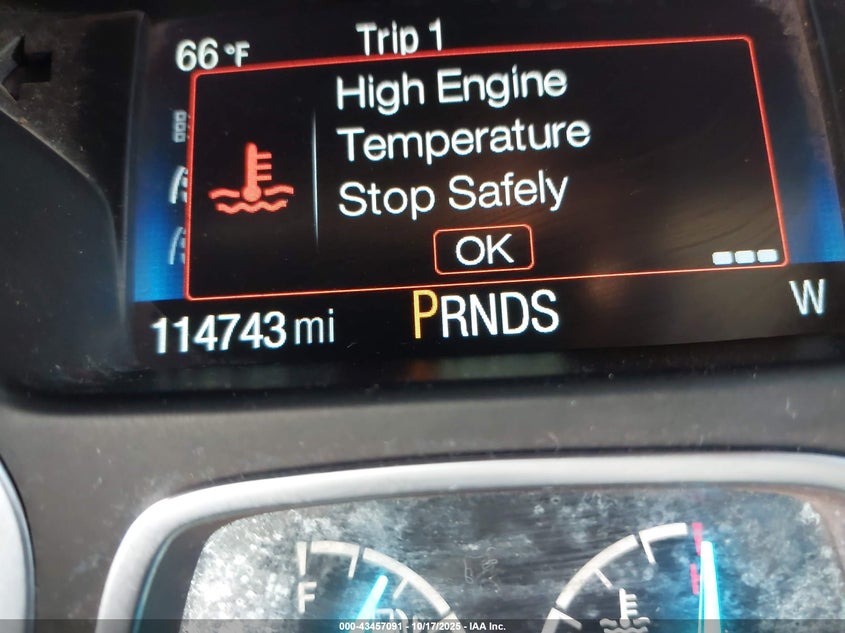 66°F Trip 1
High Engine
Temperature
Stop Safely
OK
114743 mi PRNDS W
F H
000-43457091 | 10/17/2025 | IAA Inc.